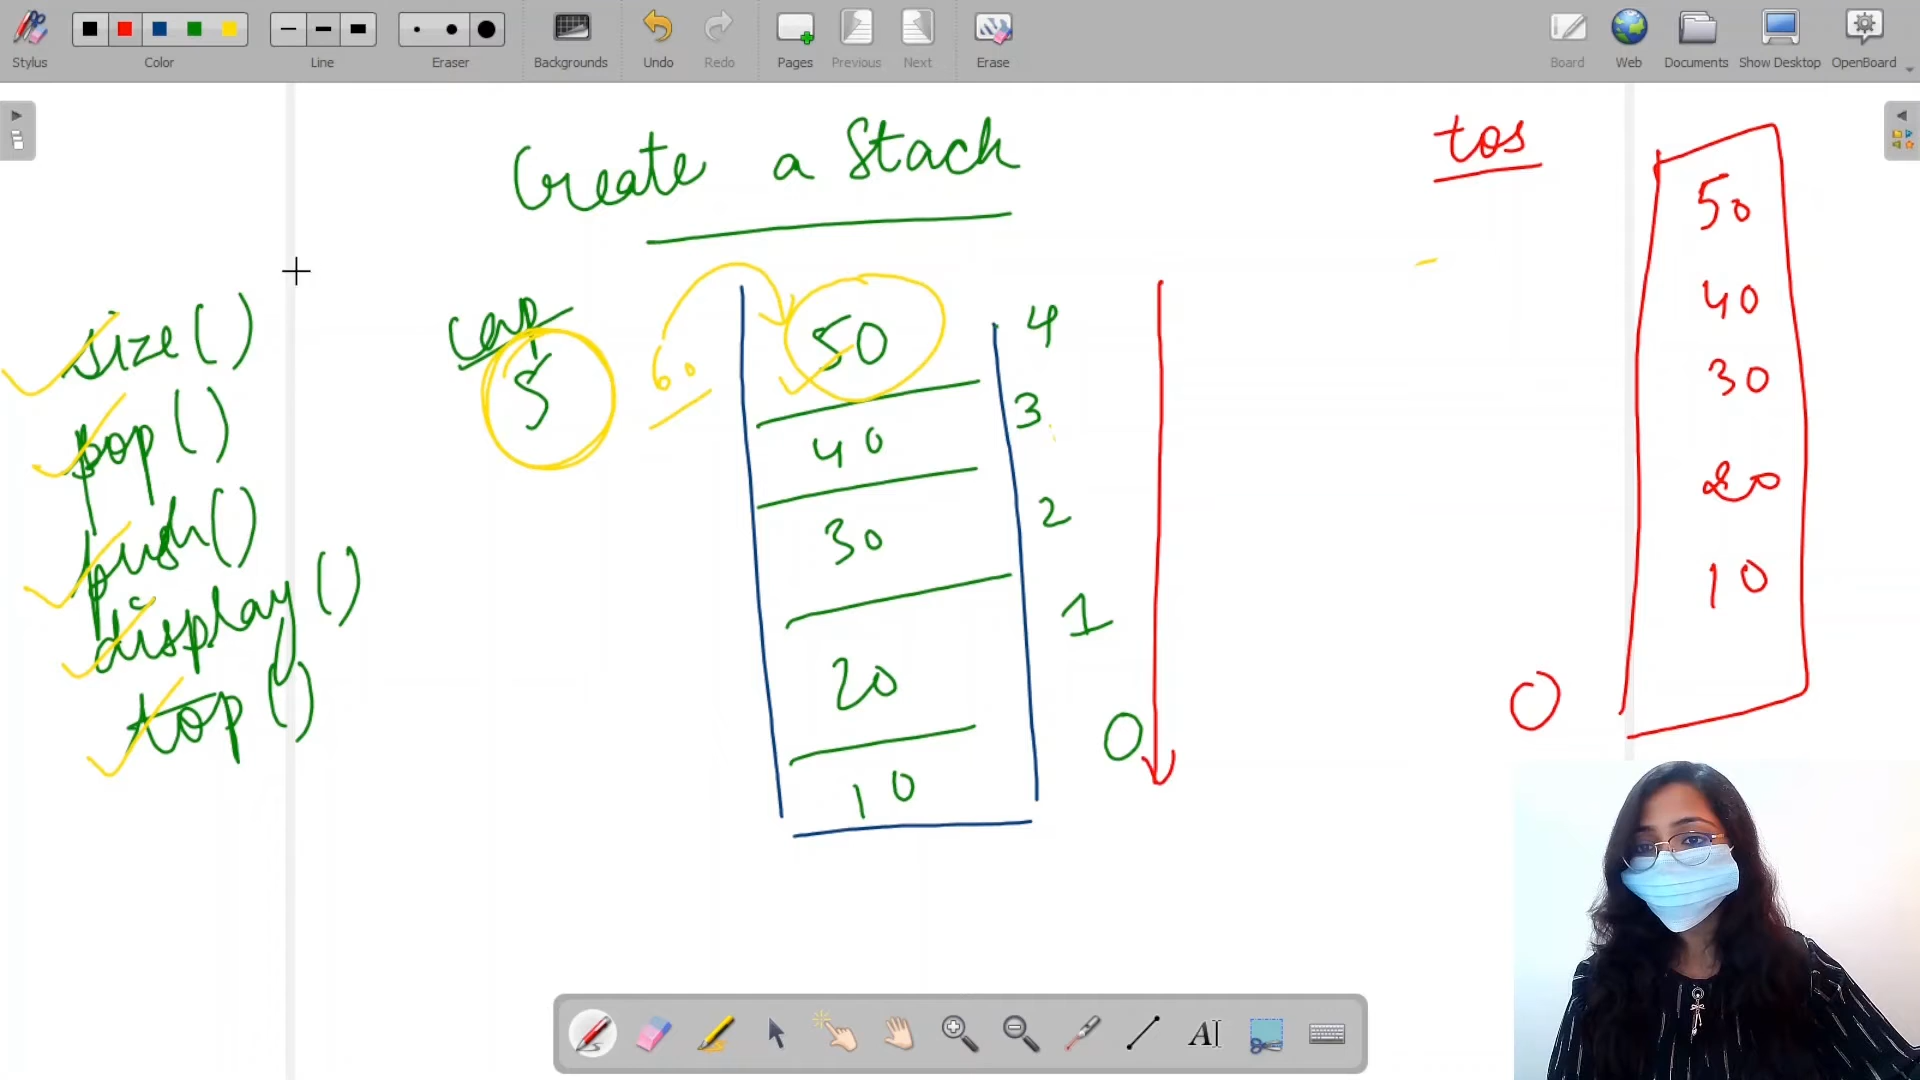 Stylus
Color
Line
Eraser
Backgrounds
Undo
Redo
Pages
Previous
Next
Erase
Board
Web
Documents
Show Desktop
OpenBoard
Create a Stack
tos
size()
pop()
push()
display()
top()
cap
5
60
50 4
40 3
30 2
20 1
10 0
50
40
30
20
10
0
AI